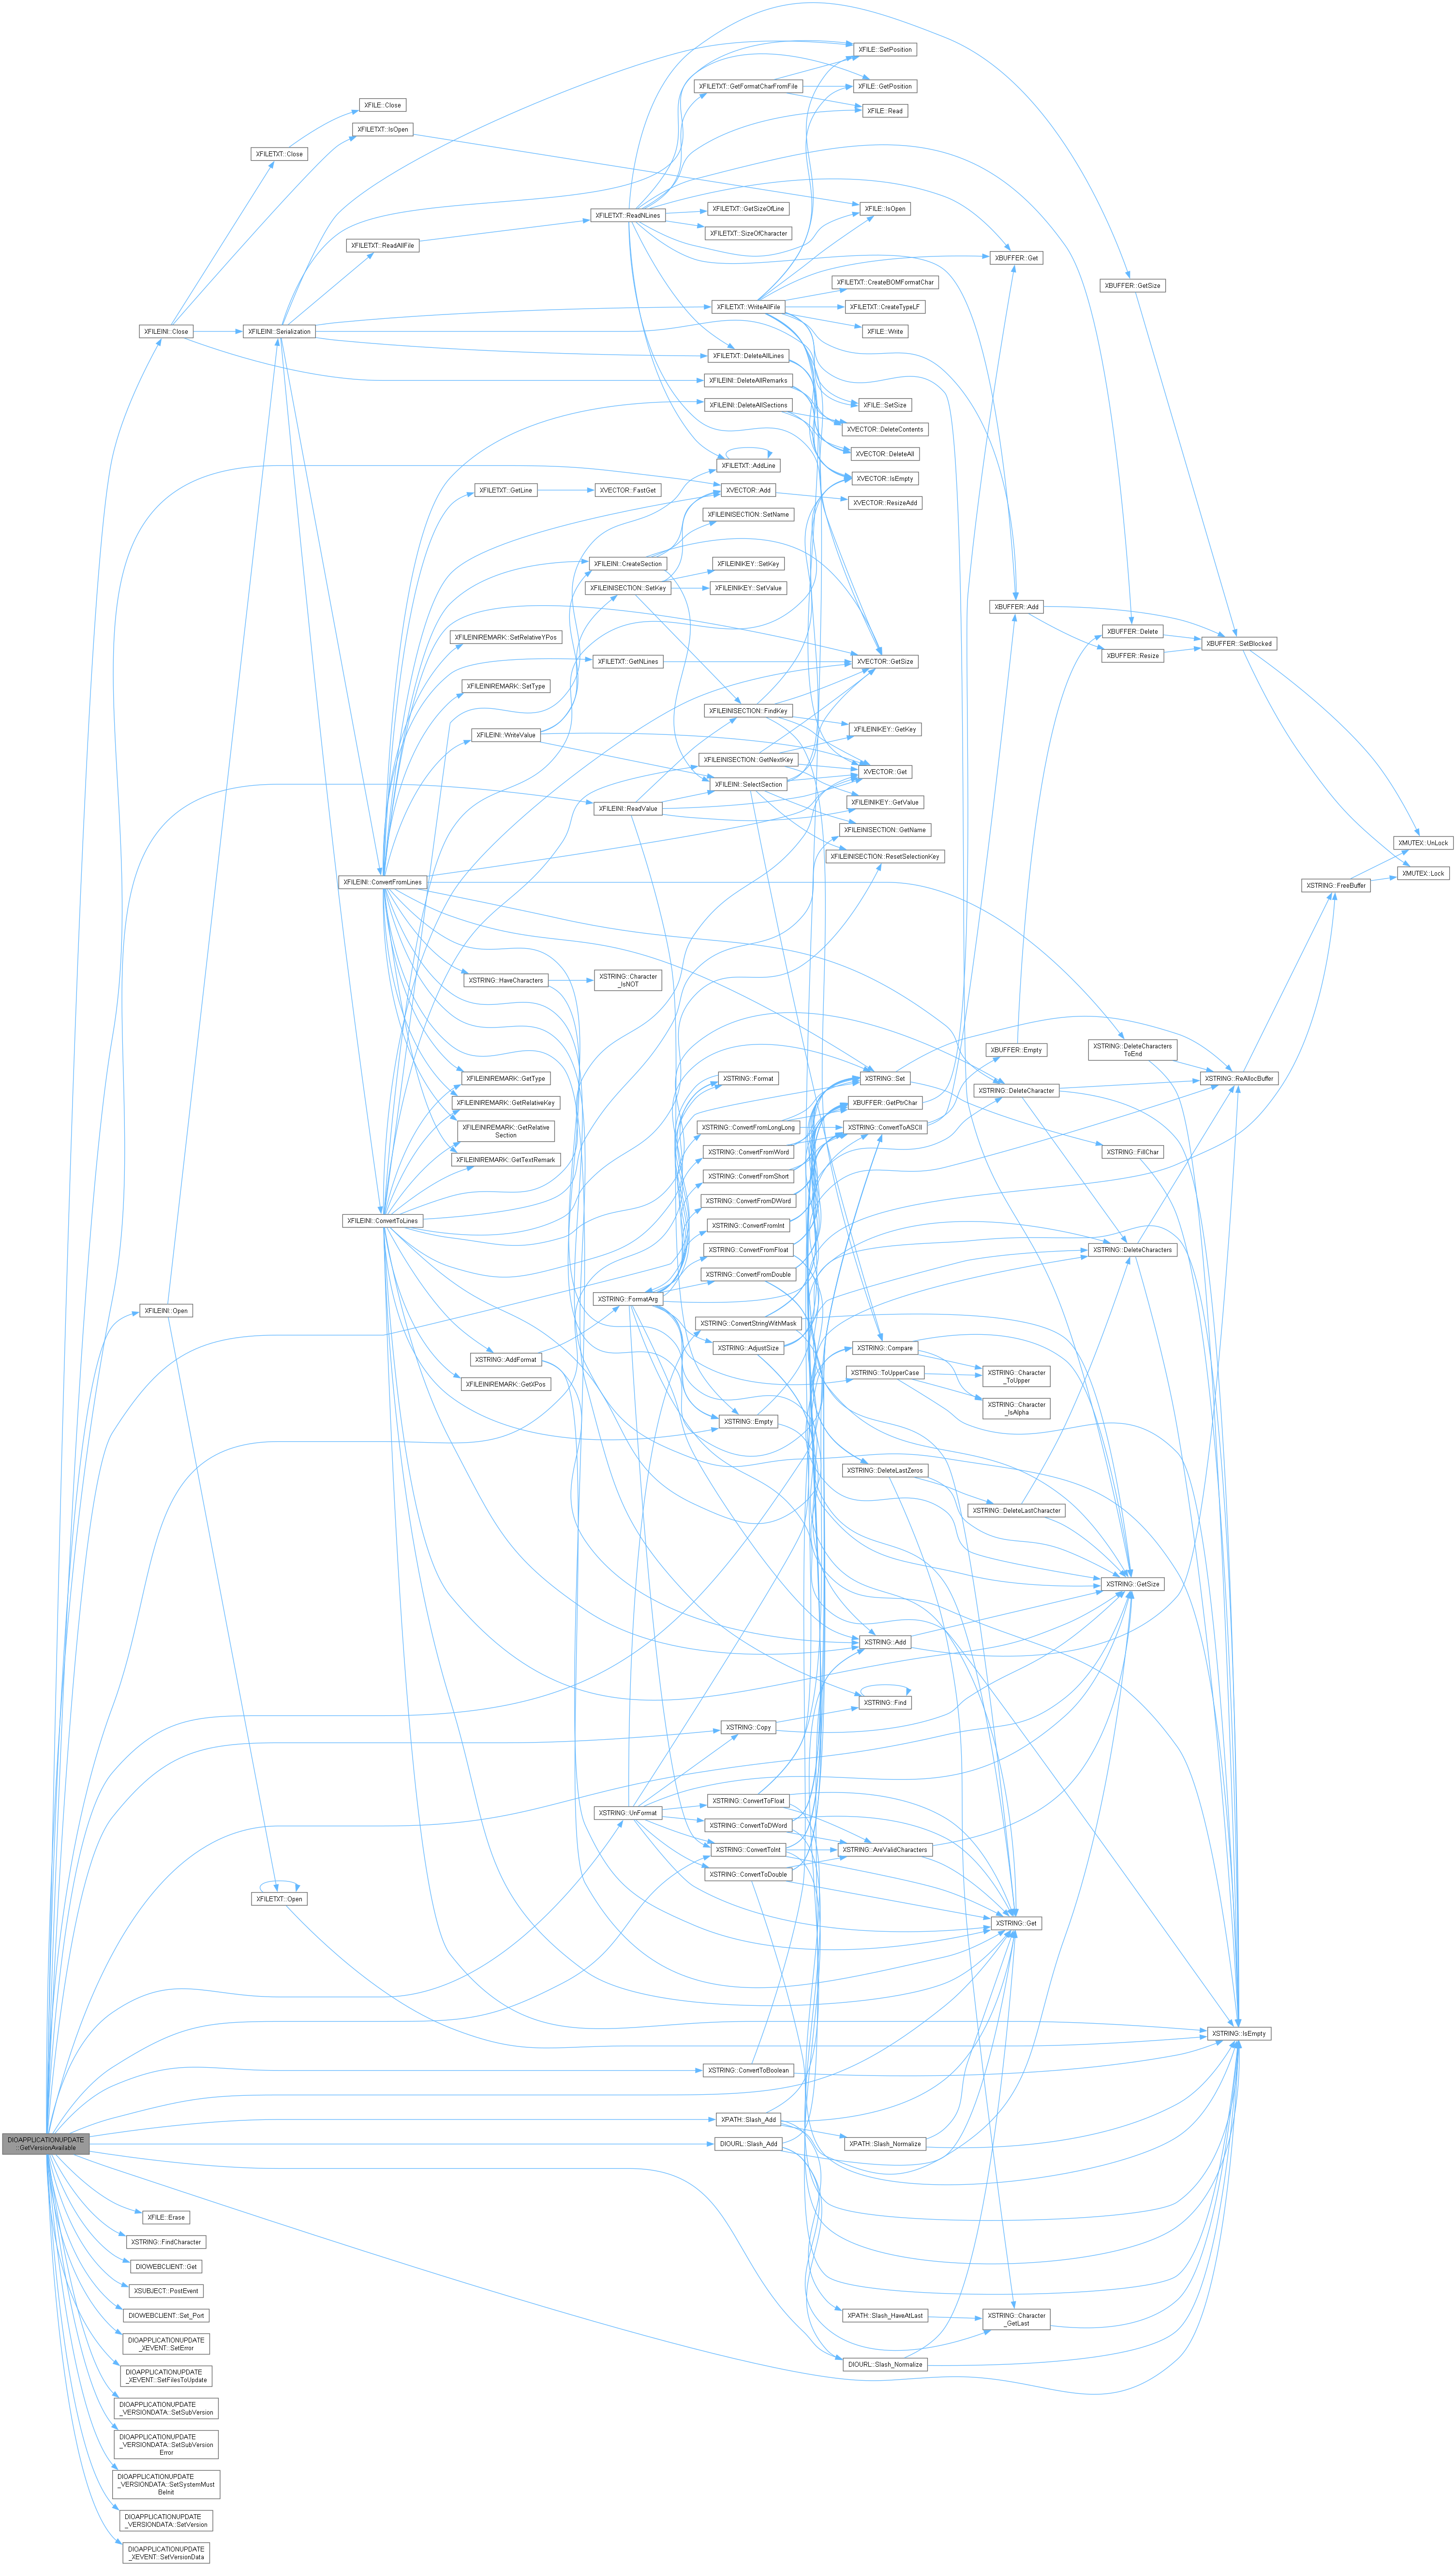 XFILE::SetPosition
XFILETXT::GetFormatCharFromFile
XFILE::GetPosition
XFILE::Close
XFILE::Read
XFILETXT::IsOpen
XFILETXT::Close
XFILETXT::GetSizeOfLine
XFILE::IsOpen
XFILETXT::ReadNLines
XFILETXT::SizeOfCharacter
XFILETXT::ReadAllFile
XBUFFER::Get
XFILETXT::CreateBOMFormatChar
XBUFFER::GetSize
XFILETXT::WriteAllFile
XFILETXT::CreateTypeLF
XFILEINI::Close
XFILEINI::Serialization
XFILE::Write
XFILETXT::DeleteAllLines
XFILEINI::DeleteAllRemarks
XFILEINI::DeleteAllSections
XFILE::SetSize
XVECTOR::DeleteContents
XVECTOR::DeleteAll
XFILETXT::AddLine
XVECTOR::IsEmpty
XFILETXT::GetLine
XVECTOR::FastGet
XVECTOR::Add
XVECTOR::ResizeAdd
XFILEINISECTION::SetName
XFILEINI::CreateSection
XFILEINIKEY::SetKey
XFILEINISECTION::SetKey
XFILEINIKEY::SetValue
XBUFFER::Add
XBUFFER::Delete
XFILEINIREMARK::SetRelativeYPos
XBUFFER::SetBlocked
XBUFFER::Resize
XFILETXT::GetNLines
XVECTOR::GetSize
XFILEINIREMARK::SetType
XFILEINISECTION::FindKey
XFILEINIKEY::GetKey
XFILEINI::WriteValue
XFILEINISECTION::GetNextKey
XVECTOR::Get
XFILEINI::SelectSection
XFILEINIKEY::GetValue
XFILEINI::ReadValue
XFILEINISECTION::GetName
XMUTEX::UnLock
XFILEINISECTION::ResetSelectionKey
XMUTEX::Lock
XFILEINI::ConvertFromLines
XSTRING::FreeBuffer
XSTRING::HaveCharacters
XSTRING::Character
_IsNOT
XBUFFER::Empty
XSTRING::DeleteCharacters
ToEnd
XFILEINIREMARK::GetType
XSTRING::Format
XSTRING::Set
XSTRING::ReAllocBuffer
XSTRING::DeleteCharacter
XFILEINIREMARK::GetRelativeKey
XBUFFER::GetPtrChar
XFILEINIREMARK::GetRelative
Section
XSTRING::ConvertFromLongLong
XSTRING::ConvertToASCII
XSTRING::ConvertFromWord
XSTRING::FillChar
XFILEINIREMARK::GetTextRemark
XSTRING::ConvertFromShort
XSTRING::ConvertFromDWord
XFILEINI::ConvertToLines
XSTRING::ConvertFromInt
XSTRING::ConvertFromFloat
XSTRING::DeleteCharacters
XSTRING::ConvertFromDouble
XSTRING::FormatArg
XFILEINI::Open
XSTRING::ConvertStringWithMask
XSTRING::AdjustSize
XSTRING::Compare
XSTRING::AddFormat
XSTRING::ToUpperCase
XSTRING::Character
_ToUpper
XFILEINIREMARK::GetXPos
XSTRING::Character
_IsAlpha
XSTRING::Empty
XSTRING::DeleteLastZeros
XSTRING::DeleteLastCharacter
XSTRING::GetSize
XSTRING::Add
XSTRING::Find
XSTRING::Copy
XSTRING::ConvertToFloat
XSTRING::UnFormat
XSTRING::ConvertToDWord
XSTRING::ConvertToInt
XSTRING::AreValidCharacters
XSTRING::ConvertToDouble
XFILETXT::Open
XSTRING::Get
XSTRING::IsEmpty
XSTRING::ConvertToBoolean
XPATH::Slash_Add
DIOAPPLICATIONUPDATE
::GetVersionAvailable
DIOURL::Slash_Add
XPATH::Slash_Normalize
XFILE::Erase
XSTRING::FindCharacter
DIOWEBCLIENT::Get
XSUBJECT::PostEvent
DIOWEBCLIENT::Set_Port
XPATH::Slash_HaveAtLast
XSTRING::Character
_GetLast
DIOAPPLICATIONUPDATE
_XEVENT::SetError
DIOURL::Slash_Normalize
DIOAPPLICATIONUPDATE
_XEVENT::SetFilesToUpdate
DIOAPPLICATIONUPDATE
_VERSIONDATA::SetSubVersion
DIOAPPLICATIONUPDATE
_VERSIONDATA::SetSubVersion
Error
DIOAPPLICATIONUPDATE
_VERSIONDATA::SetSystemMust
BeInit
DIOAPPLICATIONUPDATE
_VERSIONDATA::SetVersion
DIOAPPLICATIONUPDATE
_XEVENT::SetVersionData